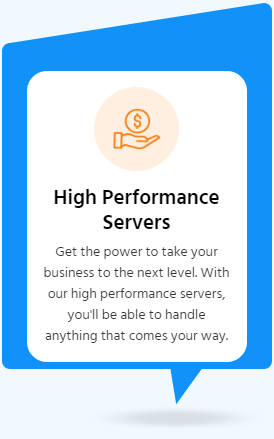 High Performance
Servers
Get the power to take your
business to the next level. With
our high performance servers,
you'll be able to handle
anything that comes your way.